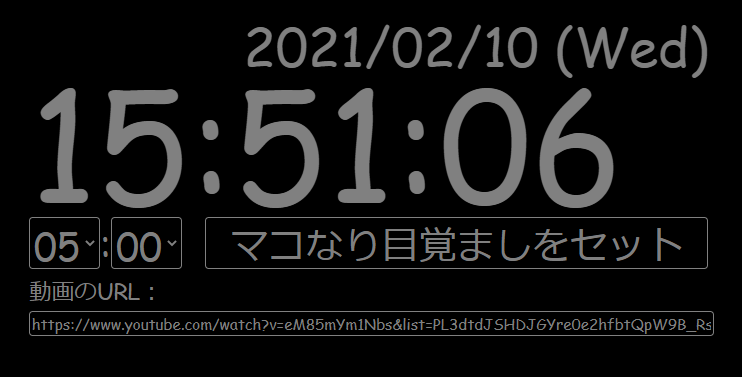 2021/02/10 (Wed)
15:51:06
05:00 マコなり目覚ましをセット
動画のURL：
https://www.youtube.com/watch?v=eM85mYm1Nbs&list=PL3dtdJSHDJGYre0e2hfbtQpW9B_Rs